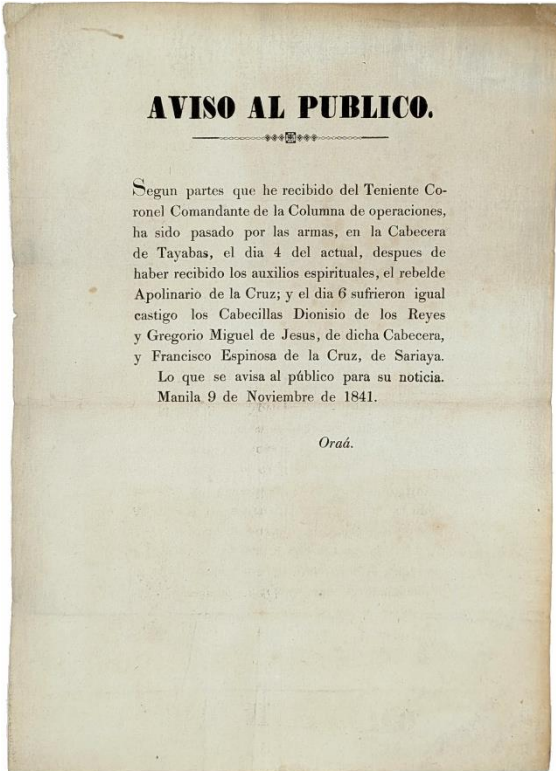 AVISO AL PUBLICO.
Segun partes que he recibido del Teniente Co-
ronel Comandante de la Columna de operaciones,
ha sido pasado por las armas, en la Cabecera
de Tayabas, el dia 4 del actual, despues de
haber recibido los auxilios espirituales, el rebelde
Apolinario de la Cruz; y el dia 6 sufrieron igual
castigo los Cabecillas Dionisio de los Reyes
y Gregorio Miguel de Jesus, de dicha Cabecera,
y Francisco Espinosa de la Cruz, de Sariaya.
Lo que se avisa al público para su noticia.
Manila 9 de Noviembre de 1841.
Oraá.